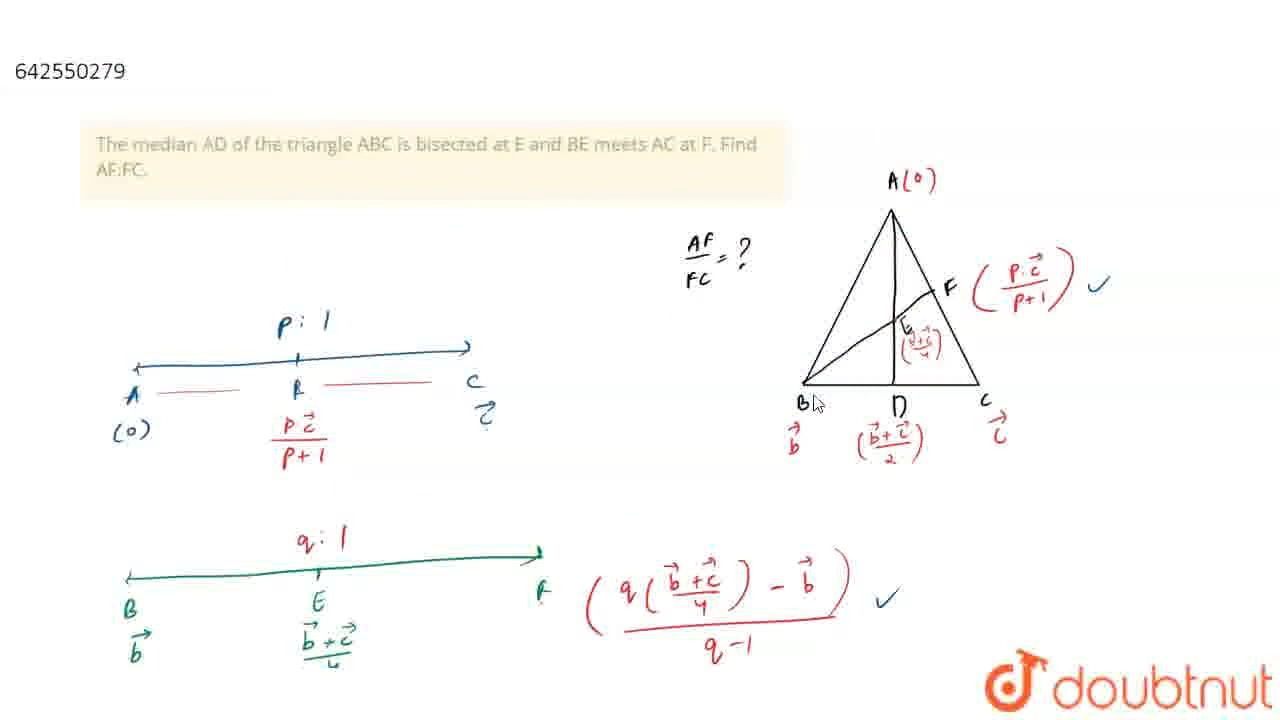 642550279
The median AD of the triangle ABC is bisected at E and BE meets AC at F. Find
AF:FC.
A(0)
AF/FC = ?
F (p.c⃗/p+1) ✓
E
(b⃗+c⃗/4)
B D C
b⃗ (b⃗+c⃗/2) c⃗
p : 1
A F C
(0) p c⃗/p+1 c⃗
q : 1
B E F
b⃗ b⃗+c⃗/4 (q(b⃗+c⃗/4) - b⃗/q-1) ✓
doubtnut